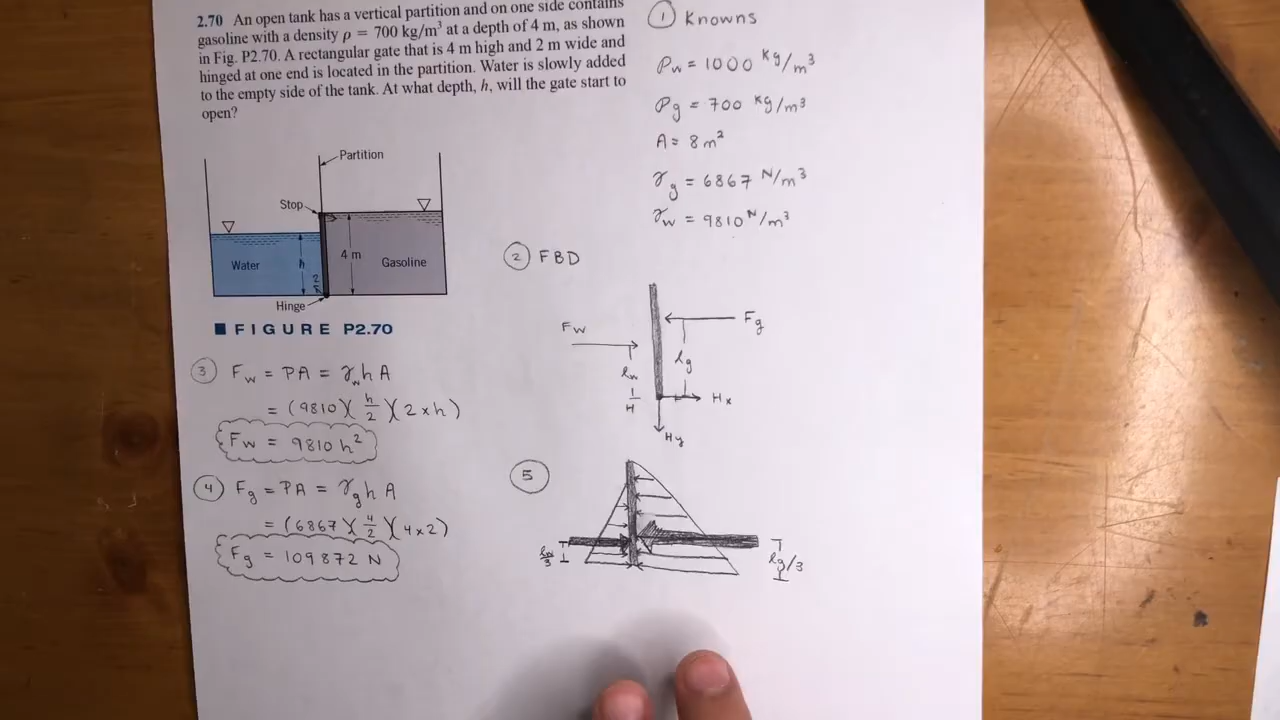 2.70 An open tank has a vertical partition and on one side contains
gasoline with a density ρ = 700 kg/m³ at a depth of 4 m, as shown
in Fig. P2.70. A rectangular gate that is 4 m high and 2 m wide and
hinged at one end is located in the partition. Water is slowly added
to the empty side of the tank. At what depth, h, will the gate start to
open?
Partition
Stop
Water
h
2
4 m
Gasoline
Hinge
FIGURE P2.70
① Knowns
ρw = 1000 kg/m³
ρg = 700 kg/m³
A = 8 m²
γg = 6867 N/m³
γw = 9810 N/m³
② FBD
Fw
Fg
lw
lg
H
Hx
Hy
③ Fw = PA = γw h A
= (9810)(h/2)(2×h)
Fw = 9810 h²
④ Fg = PA = γg h A
= (6867)(4/2)(4×2)
Fg = 109872 N
⑤
lw/3
lg/3